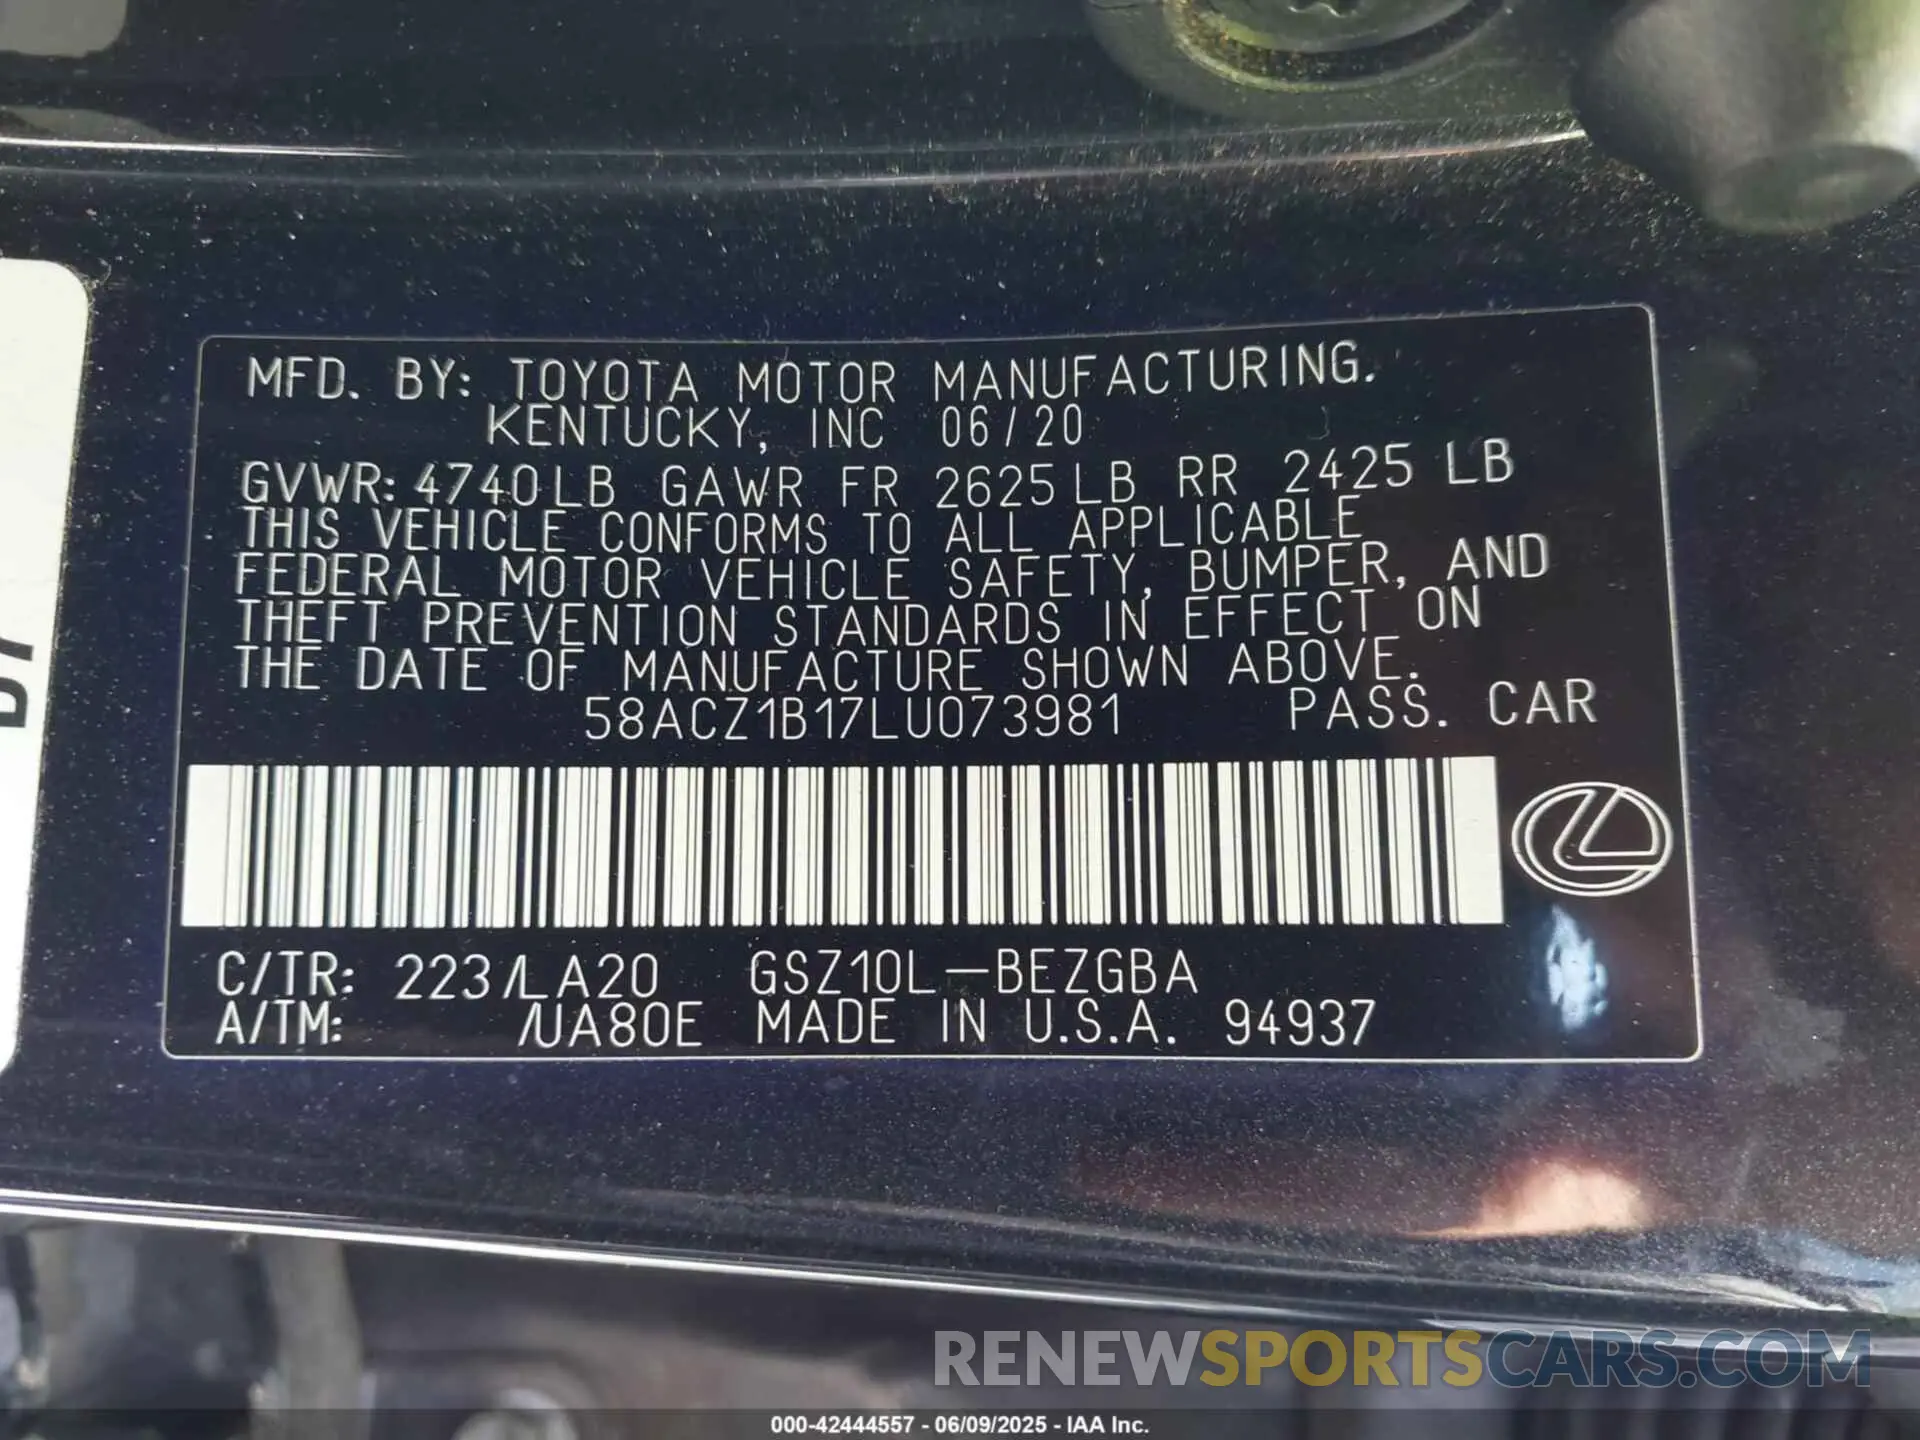 MFD. BY: TOYOTA MOTOR MANUFACTURING.
KENTUCKY, INC 06/20
GVWR: 4740LB GAWR FR 2625LB RR 2425 LB
THIS VEHICLE CONFORMS TO ALL APPLICABLE
FEDERAL MOTOR VEHICLE SAFETY, BUMPER, AND
THEFT PREVENTION STANDARDS IN EFFECT ON
THE DATE OF MANUFACTURE SHOWN ABOVE.
58ACZ1B17LU073981 PASS. CAR
C/TR: 223/LA20 GSZ10L-BEZGBA
A/TM: /UA80E MADE IN U.S.A. 94937
RENEWSPORTSCARS.COM
000-42444557 - 06/09/2025 - IAA Inc.